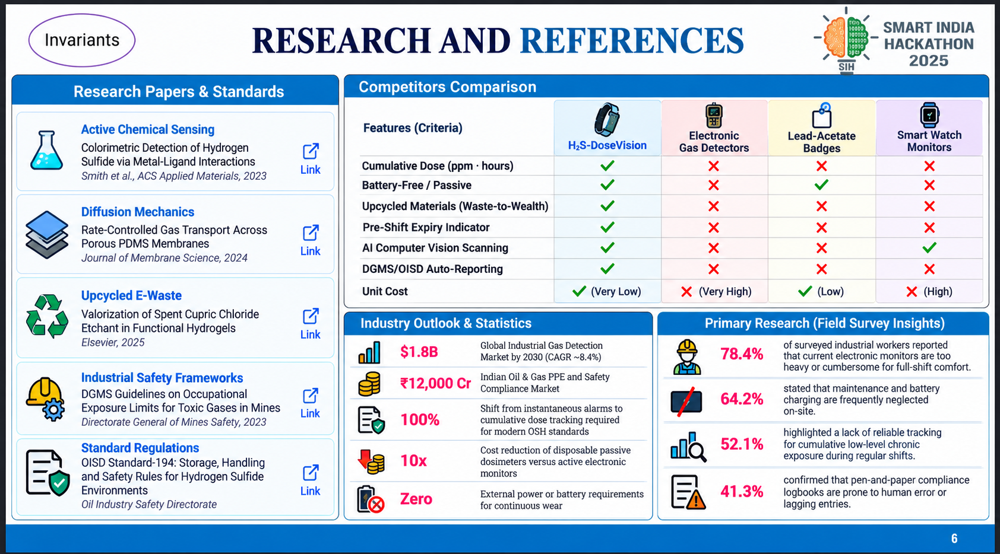 Invariants
RESEARCH AND REFERENCES
SMART INDIA
HACKATHON
2025
SIH
Research Papers & Standards
Active Chemical Sensing
Colorimetric Detection of Hydrogen
Sulfide via Metal-Ligand Interactions
Smith et al., ACS Applied Materials, 2023
Link
Diffusion Mechanics
Rate-Controlled Gas Transport Across
Porous PDMS Membranes
Journal of Membrane Science, 2024
Link
Upcycled E-Waste
Valorization of Spent Cupric Chloride
Etchant in Functional Hydrogels
Elsevier, 2025
Link
Industrial Safety Frameworks
DGMS Guidelines on Occupational
Exposure Limits for Toxic Gases in Mines
Directorate General of Mines Safety, 2023
Link
Standard Regulations
OISD Standard-194: Storage, Handling
and Safety Rules for Hydrogen Sulfide
Environments
Oil Industry Safety Directorate
Link
Competitors Comparison
Features (Criteria)
H₂S-DoseVision
Electronic
Gas Detectors
Lead-Acetate
Badges
Smart Watch
Monitors
Cumulative Dose (ppm · hours)
Battery-Free / Passive
Upcycled Materials (Waste-to-Wealth)
Pre-Shift Expiry Indicator
AI Computer Vision Scanning
DGMS/OISD Auto-Reporting
Unit Cost
(Very Low)
(Very High)
(Low)
(High)
Industry Outlook & Statistics
$1.8B
Global Industrial Gas Detection
Market by 2030 (CAGR ~8.4%)
₹12,000 Cr
Indian Oil & Gas PPE and Safety
Compliance Market
100%
Shift from instantaneous alarms to
cumulative dose tracking required
for modern OSH standards
10x
Cost reduction of disposable passive
dosimeters versus active electronic
monitors
Zero
External power or battery requirements
for continuous wear
Primary Research (Field Survey Insights)
78.4%
of surveyed industrial workers reported
that current electronic monitors are too
heavy or cumbersome for full-shift comfort.
64.2%
stated that maintenance and battery
charging are frequently neglected
on-site.
52.1%
highlighted a lack of reliable tracking
for cumulative low-level chronic
exposure during regular shifts.
41.3%
confirmed that pen-and-paper compliance
logbooks are prone to human error or
lagging entries.
6